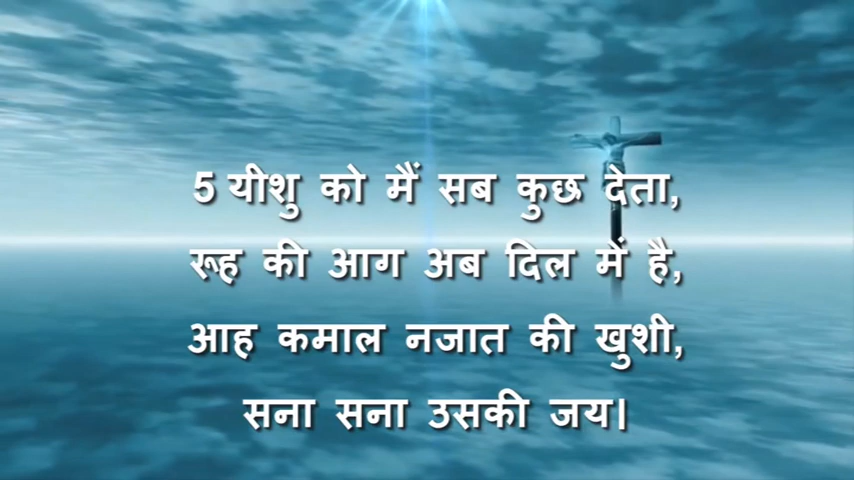 5 यीशु को मैं सब कुछ देता,
रूह की आग अब दिल में है,
आह कमाल नजात की खुशी,
सना सना उसकी जय।